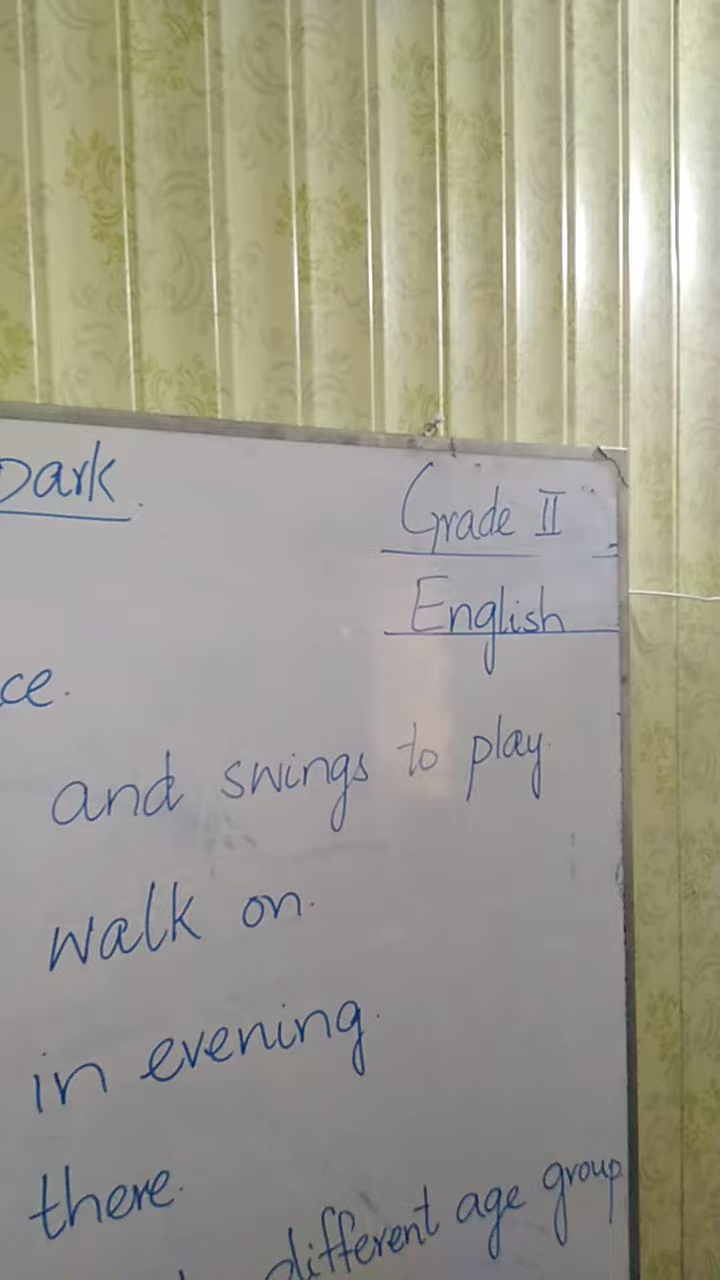 Park.
Grade II
English
ce.
and swings to play.
walk on.
in evening.
there.
different age group